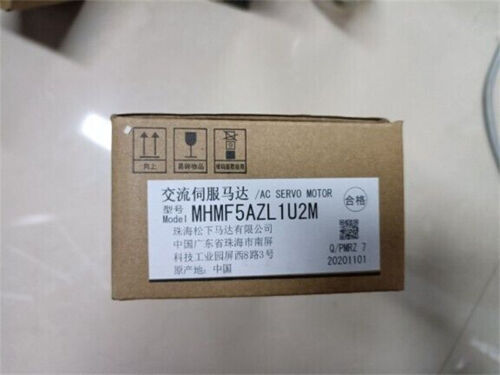 向上
易碎物品
交流伺服马达 /AC SERVO MOTOR
型号 Model MHMF5AZL1U2M
合格
珠海松下马达有限公司
中国广东省珠海市南屏
科技工业园屏西8路3号
原产地: 中国
Q/PMRZ 7
20201101